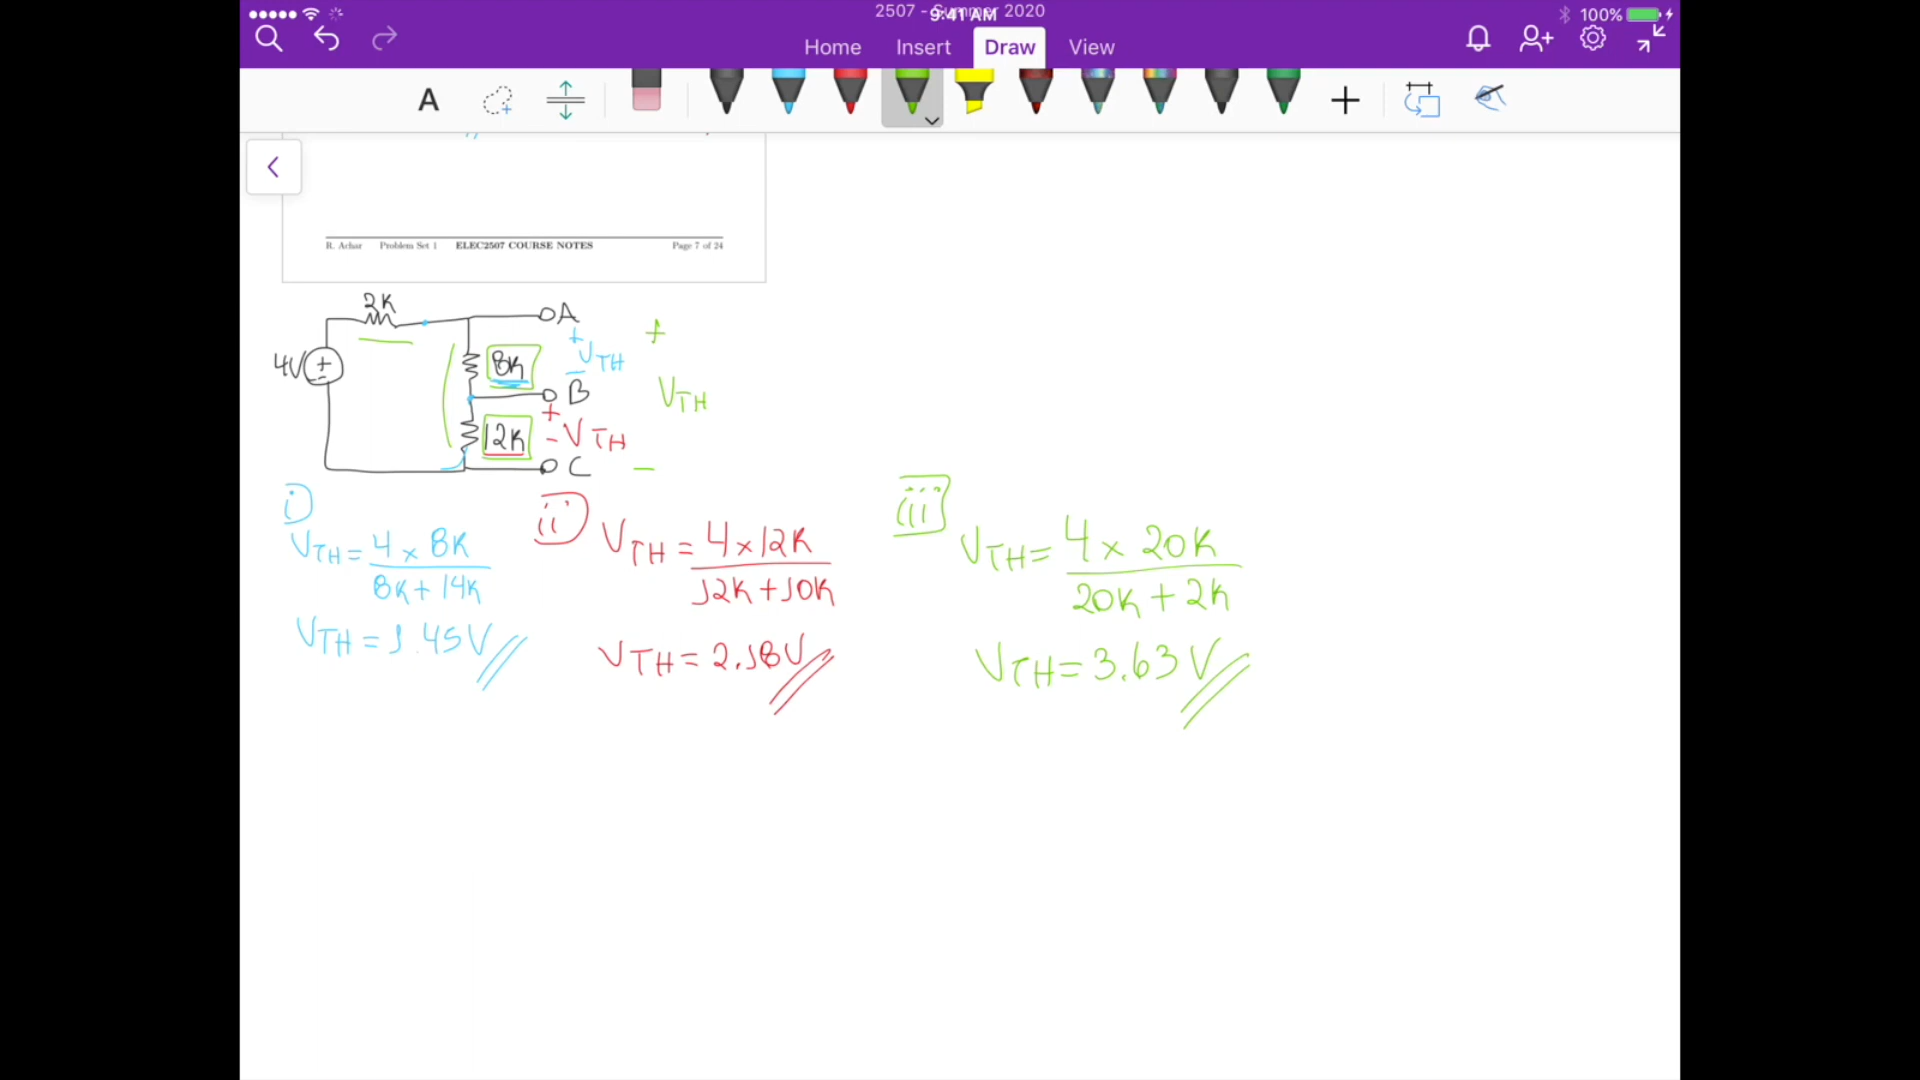 2507 - Summer 2020
9:41 AM
100%
Home Insert Draw View
A
R. Achar Problem Set 1 ELEC2507 COURSE NOTES Page 7 of 24
2K
A
+
+
VTH
4V
+
-
8K
-
B
VTH
+
12K
- VTH
C
-
i)
VTH = 4 x 8K
8K + 14K
VTH = 1.45V
ii)
VTH = 4 x 12K
12K + 10K
VTH = 2.18V
iii
VTH = 4 x 20K
20K + 2K
VTH = 3.63V